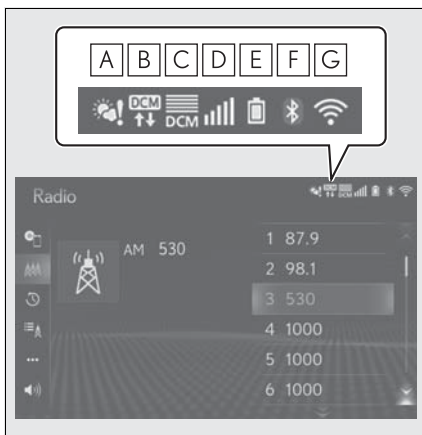 A B C D E F G
DCM
DCM
Radio
AM 530
1 87.9
2 98.1
3 530
4 1000
5 1000
6 1000